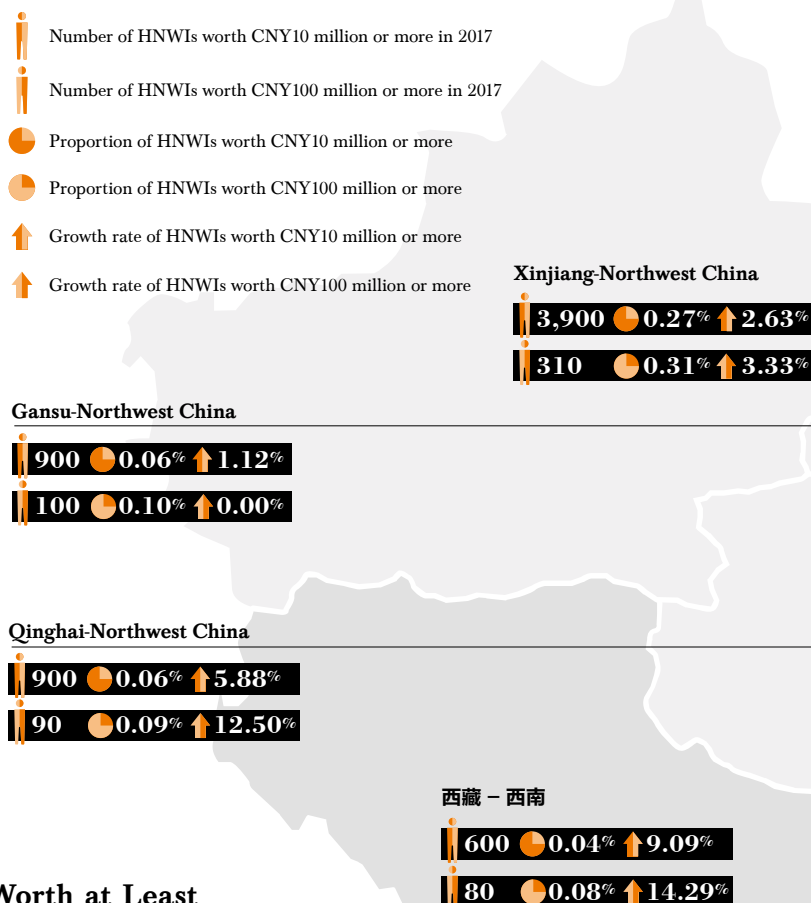 Number of HNWIs worth CNY10 million or more in 2017
Number of HNWIs worth CNY100 million or more in 2017
Proportion of HNWIs worth CNY10 million or more
Proportion of HNWIs worth CNY100 million or more
Growth rate of HNWIs worth CNY10 million or more
Growth rate of HNWIs worth CNY100 million or more
Xinjiang-Northwest China
3,900 0.27% 2.63%
310 0.31% 3.33%
Gansu-Northwest China
900 0.06% 1.12%
100 0.10% 0.00%
Qinghai-Northwest China
900 0.06% 5.88%
90 0.09% 12.50%
西藏 – 西南
600 0.04% 9.09%
80 0.08% 14.29%
Worth at Least